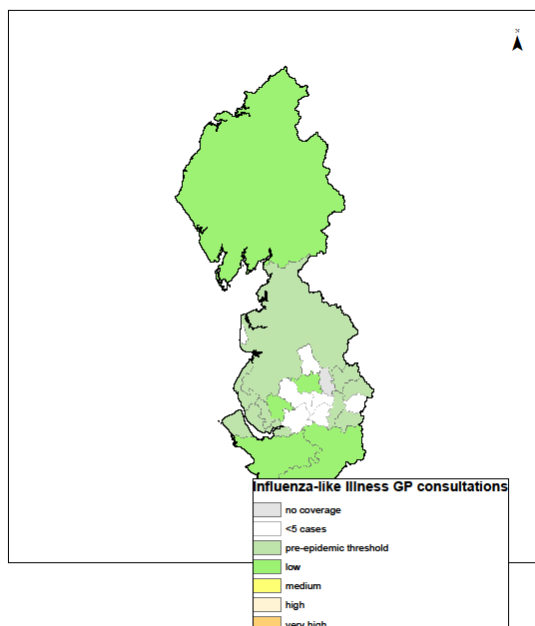 Influenza-like Illness GP consultations
no coverage
<5 cases
pre-epidemic threshold
low
medium
high
very high